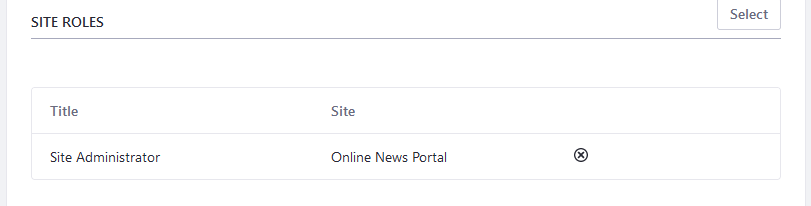 SITE ROLES
Select
Title Site
Site Administrator Online News Portal